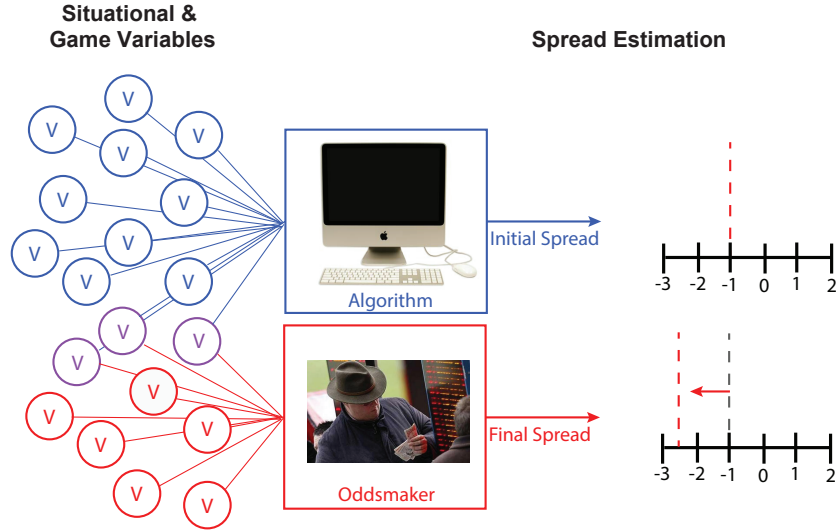 Situational &
Game Variables
Spread Estimation
V
V
V
V
V
V
V
V
V
V
Algorithm
Initial Spread
-3 -2 -1 0 1 2
V
V
V
V
V
V
V
V
V
Oddsmaker
Final Spread
-3 -2 -1 0 1 2